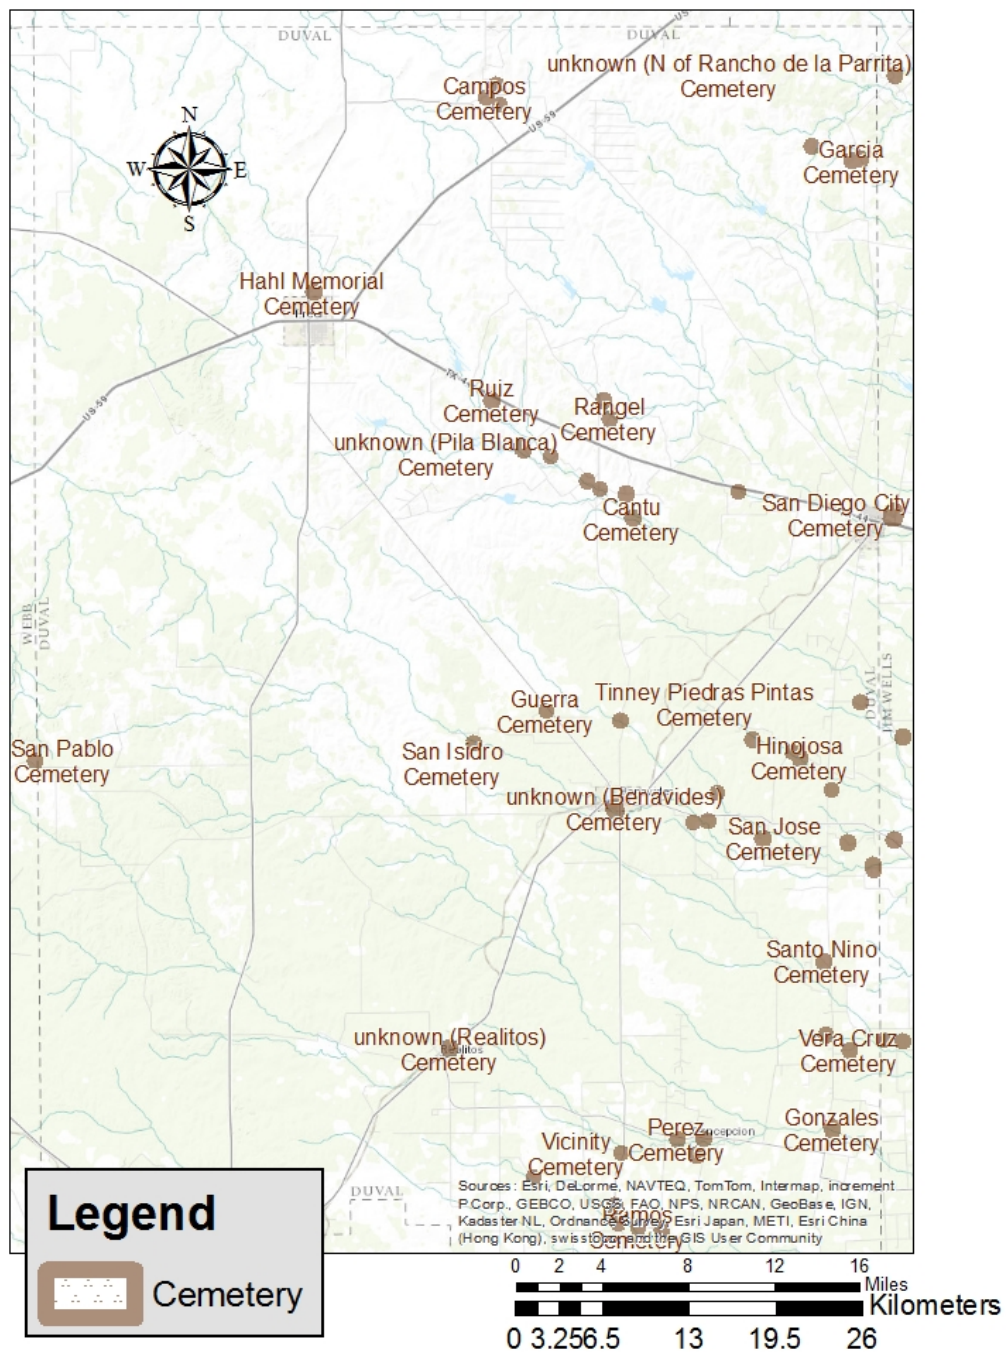 US
DUVAL
DUVAL
unknown (N of Rancho de la Parrita)
Cemetery
Campos
Cemetery
US-59
N
W
E
S
Garcia
Cemetery
Hahl Memorial
Cemetery
US-59
Ruiz
Cemetery
Rangel
Cemetery
unknown (Pila Blanca)
Cemetery
Cantu
Cemetery
San Diego City
Cemetery
WEBB
DUVAL
DUVAL
JIM WELLS
Guerra
Cemetery
Tinney Piedras Pintas
Cemetery
San Pablo
Cemetery
San Isidro
Cemetery
Hinojosa
Cemetery
unknown (Benavides)
Cemetery
San Jose
Cemetery
Santo Nino
Cemetery
unknown (Realitos)
Cemetery
Realitos
Vera Cruz
Cemetery
Gonzales
Cemetery
Perez
Cemetery
Vicinity
Cemetery
DUVAL
Ramos
Cemetery
Sources: Esri, DeLorme, NAVTEQ, TomTom, Intermap, increment
P Corp., GEBCO, USGS, FAO, NPS, NRCAN, GeoBase, IGN,
Kadaster NL, Ordnance Survey, Esri Japan, METI, Esri China
(Hong Kong), swisstopo, and the GIS User Community
Legend
Cemetery
0 2 4 8 12 16
Miles
Kilometers
0 3.25 6.5 13 19.5 26